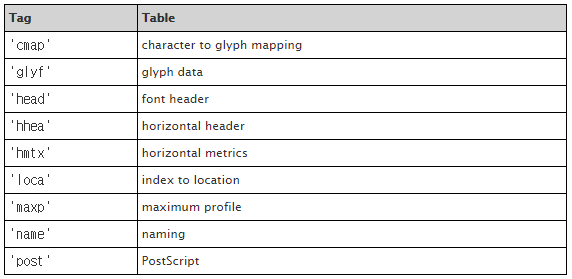 Tag Table
'cmap' character to glyph mapping
'glyf' glyph data
'head' font header
'hhea' horizontal header
'hmtx' horizontal metrics
'loca' index to location
'maxp' maximum profile
'name' naming
'post' PostScript